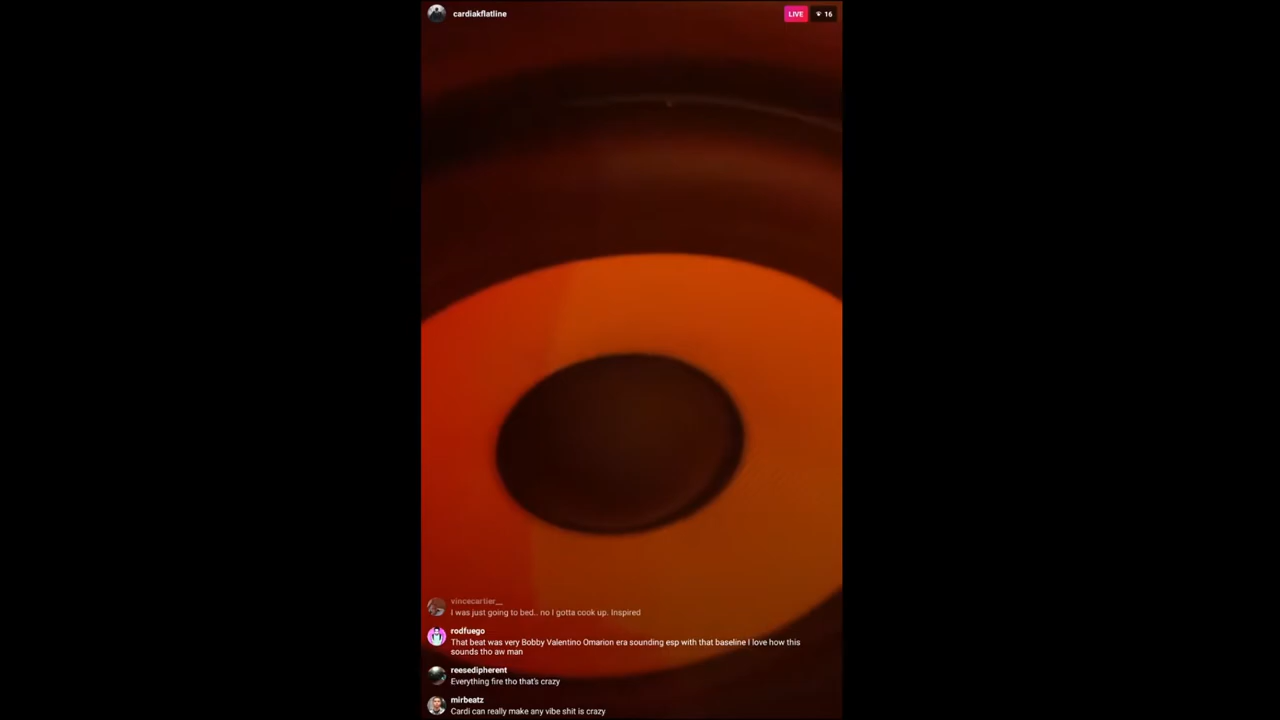 cardiakflatline
LIVE
16
vincecartier__
I was just going to bed.. no I gotta cook up. Inspired
rodfuego
That beat was very Bobby Valentino Omarion era sounding esp with that baseline I love how this
sounds tho aw man
reesedipherent
Everything fire tho that's crazy
mirbeatz
Cardi can really make any vibe shit is crazy